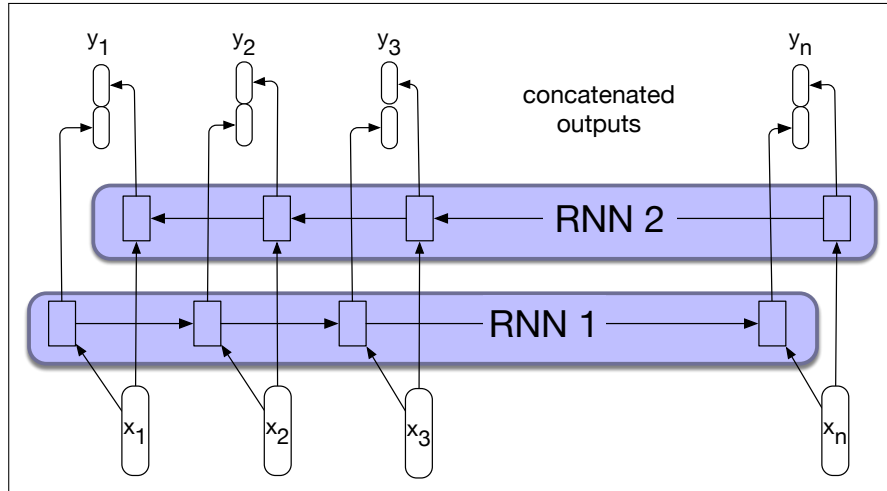 y1 y2 y3 yn
concatenated
outputs
RNN 2
RNN 1
x1 x2 x3 xn